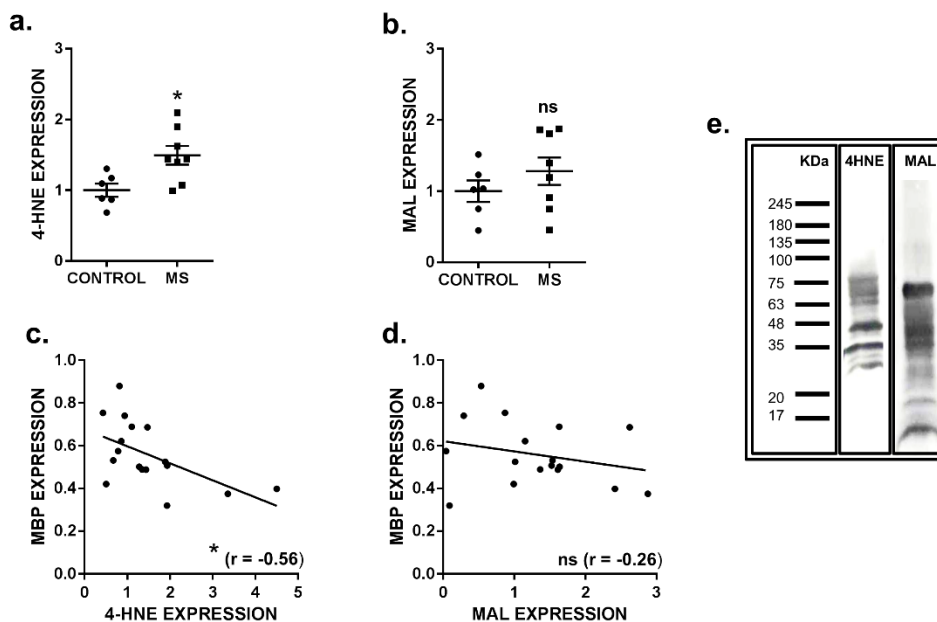 a.
3
2
1
0
4-HNE EXPRESSION
*
CONTROL MS
b.
3
2
1
0
MAL EXPRESSION
ns
CONTROL MS
c.
1.0
0.8
0.6
0.4
0.2
0.0
MBP EXPRESSION
* (r = -0.56)
0 1 2 3 4 5
4-HNE EXPRESSION
d.
1.0
0.8
0.6
0.4
0.2
0.0
MBP EXPRESSION
ns (r = -0.26)
0 1 2 3
MAL EXPRESSION
e.
KDa 4HNE MAL
245
180
135
100
75
63
48
35
20
17